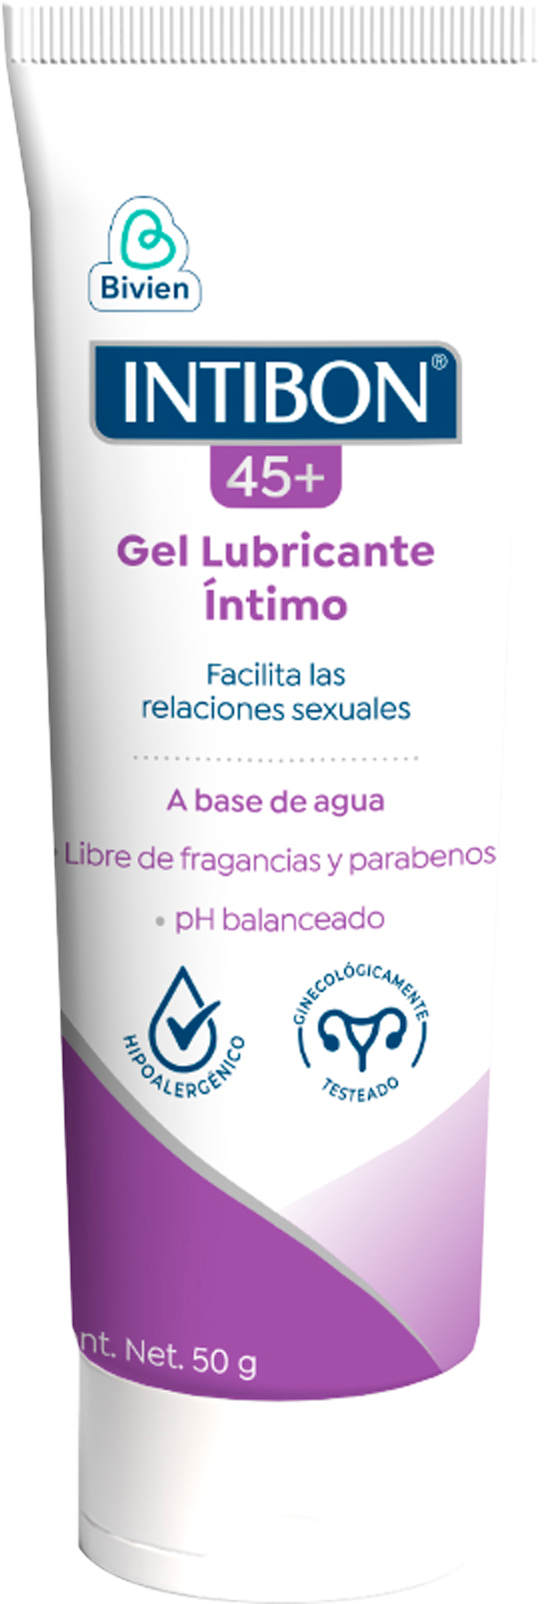 Bivien
INTIBON®
45+
Gel Lubricante
Íntimo
Facilita las
relaciones sexuales
A base de agua
Libre de fragancias y parabenos
• pH balanceado
HIPOALERGÉNICO
GINECOLÓGICAMENTE
TESTEADO
nt. Net. 50 g